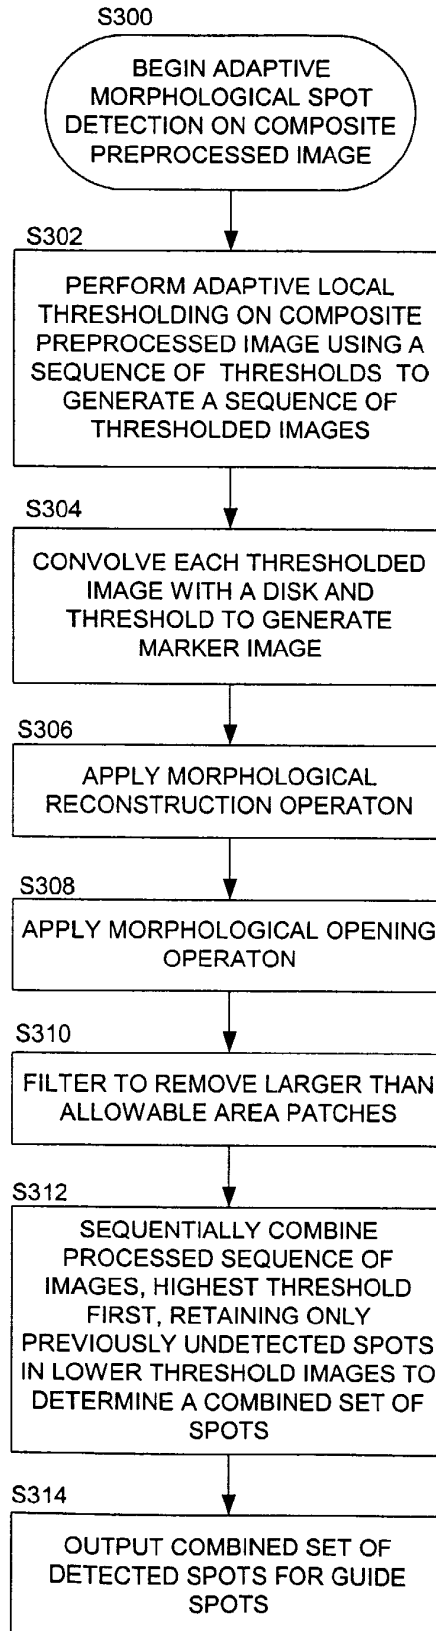 S300
BEGIN ADAPTIVE
MORPHOLOGICAL SPOT
DETECTION ON COMPOSITE
PREPROCESSED IMAGE
S302
PERFORM ADAPTIVE LOCAL
THRESHOLDING ON COMPOSITE
PREPROCESSED IMAGE USING A
SEQUENCE OF THRESHOLDS TO
GENERATE A SEQUENCE OF
THRESHOLDED IMAGES
S304
CONVOLVE EACH THRESHOLDED
IMAGE WITH A DISK AND
THRESHOLD TO GENERATE
MARKER IMAGE
S306
APPLY MORPHOLOGICAL
RECONSTRUCTION OPERATON
S308
APPLY MORPHOLOGICAL OPENING
OPERATON
S310
FILTER TO REMOVE LARGER THAN
ALLOWABLE AREA PATCHES
S312
SEQUENTIALLY COMBINE
PROCESSED SEQUENCE OF
IMAGES, HIGHEST THRESHOLD
FIRST, RETAINING ONLY
PREVIOUSLY UNDETECTED SPOTS
IN LOWER THRESHOLD IMAGES TO
DETERMINE A COMBINED SET OF
SPOTS
S314
OUTPUT COMBINED SET OF
DETECTED SPOTS FOR GUIDE
SPOTS